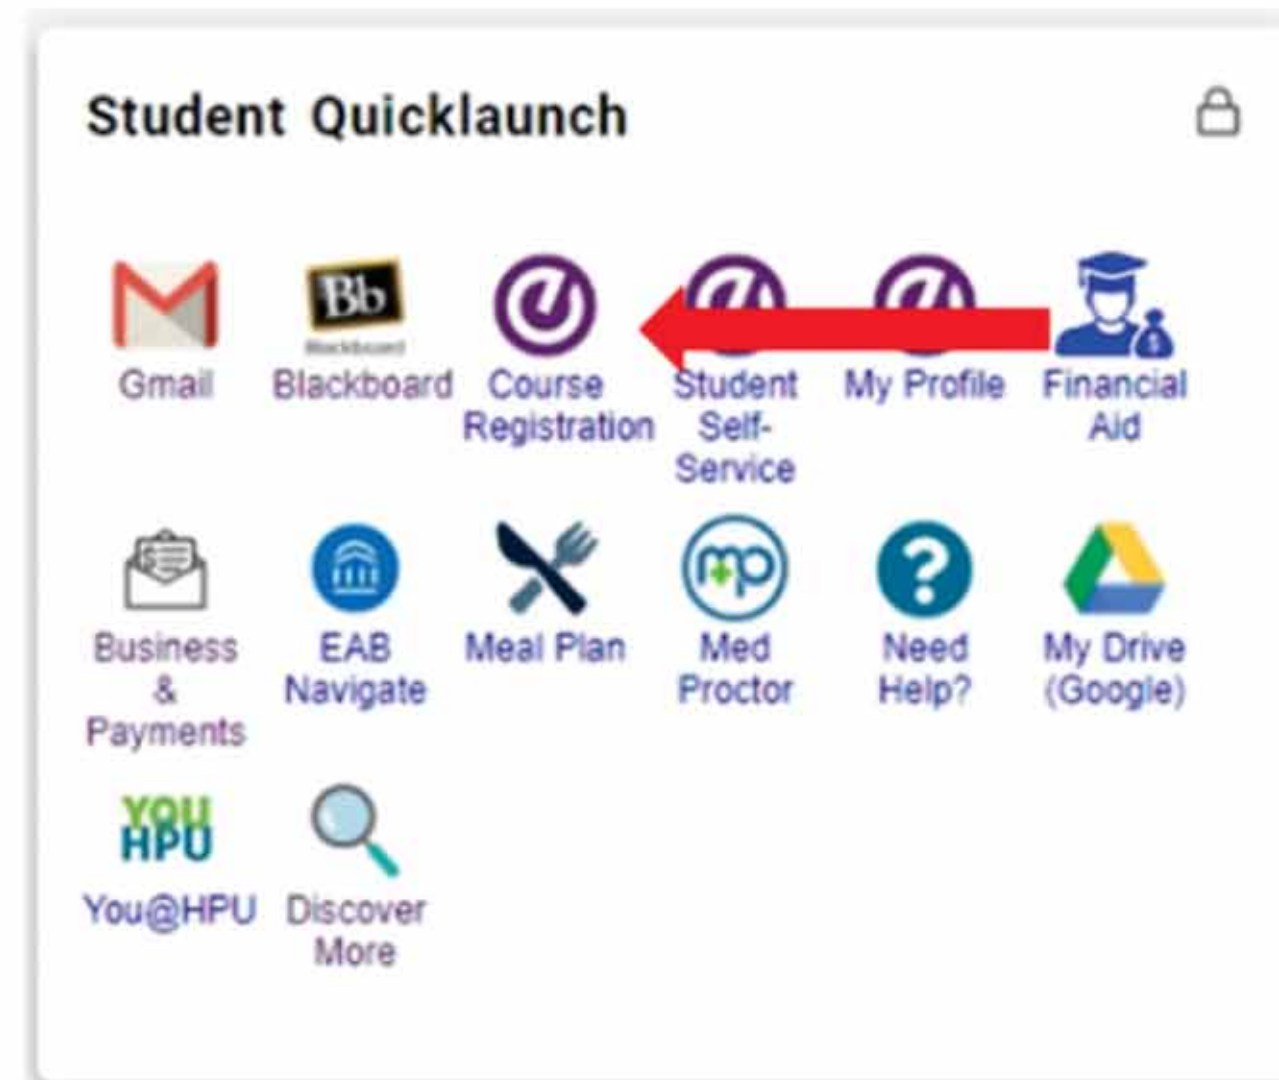 Student Quicklaunch
Bb
Blackboard
$
Gmail
Blackboard
Course
Registration
Student
Self-
Service
My Profile
Financial
Aid
$
mp
?
Business
&
Payments
EAB
Navigate
Meal Plan
Med
Proctor
Need
Help?
My Drive
(Google)
YOU
HPU
You@HPU
Discover
More